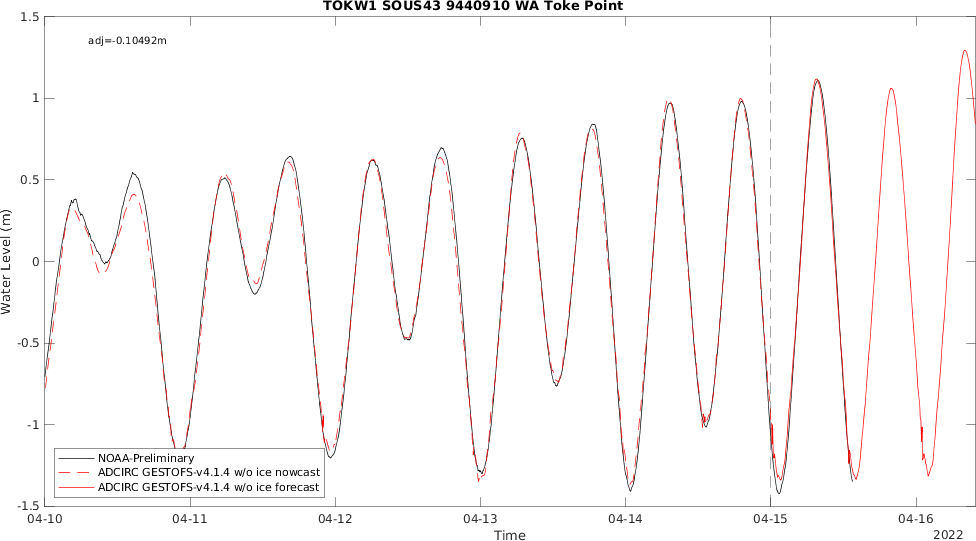 TOKW1 SOUS43 9440910 WA Toke Point
adj=-0.10492m
1.5
1
0.5
0
-0.5
-1
-1.5
Water Level (m)
NOAA-Preliminary
ADCIRC GESTOFS-v4.1.4 w/o ice nowcast
ADCIRC GESTOFS-v4.1.4 w/o ice forecast
04-10 04-11 04-12 04-13 04-14 04-15 04-16
Time
2022